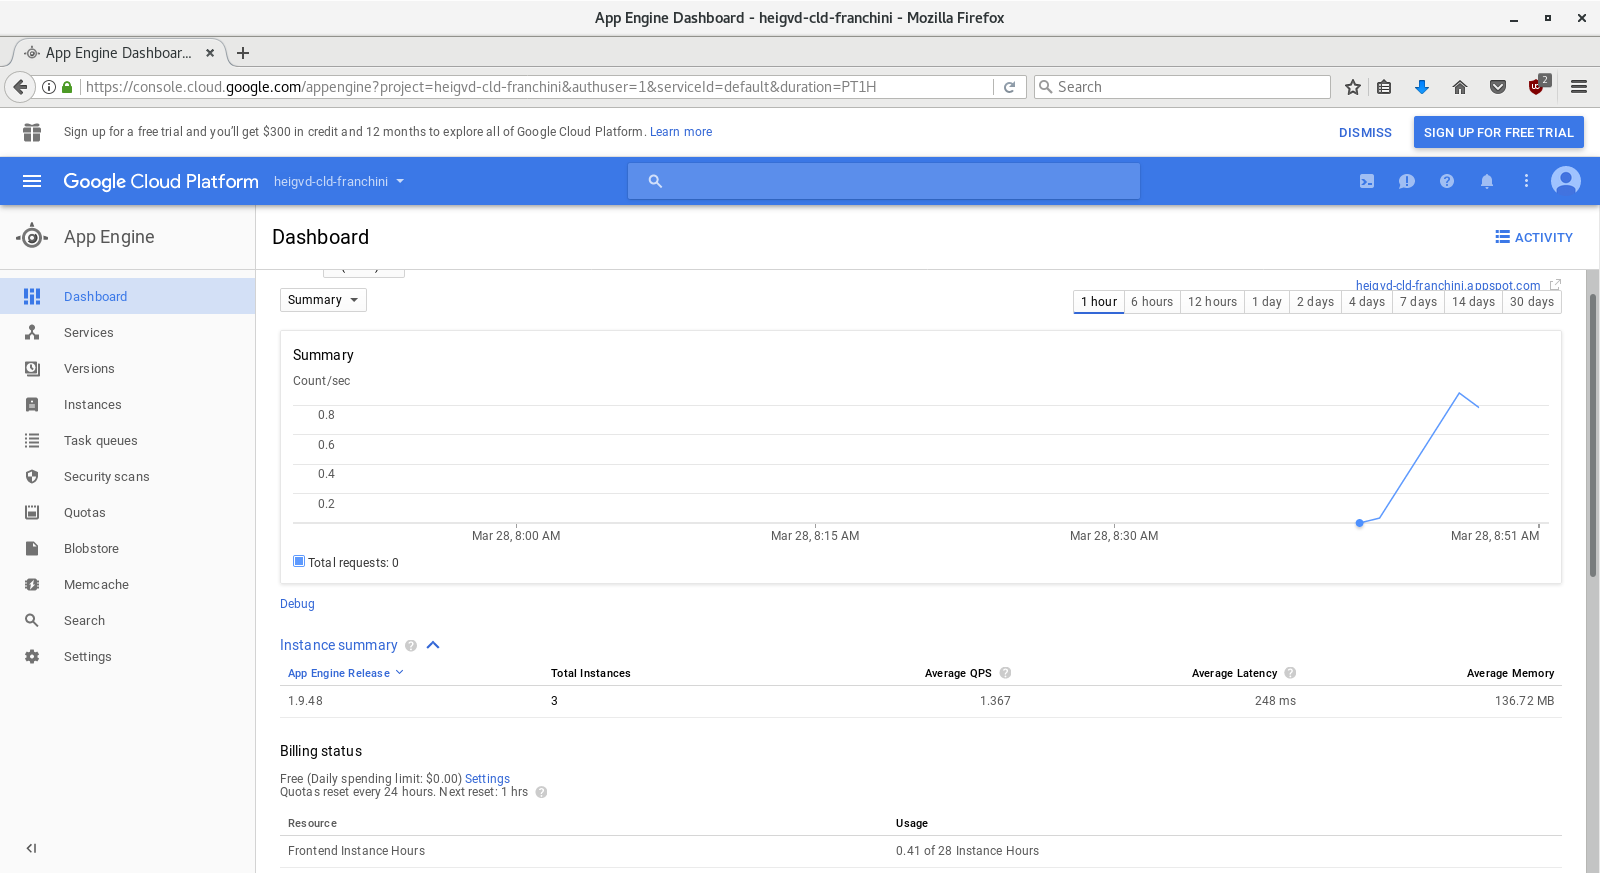 App Engine Dashboard - heigvd-cld-franchini - Mozilla Firefox
App Engine Dashboar...
https://console.cloud.google.com/appengine?project=heigvd-cld-franchini&authuser=1&serviceId=default&duration=PT1H
Search
2
Sign up for a free trial and you'll get $300 in credit and 12 months to explore all of Google Cloud Platform. Learn more
DISMISS
SIGN UP FOR FREE TRIAL
Google Cloud Platform
heigvd-cld-franchini
App Engine
Dashboard
ACTIVITY
Dashboard
Services
Versions
Instances
Task queues
Security scans
Quotas
Blobstore
Memcache
Search
Settings
heigvd-cld-franchini.appspot.com
Summary
1 hour 6 hours 12 hours 1 day 2 days 4 days 7 days 14 days 30 days
Summary
Count/sec
0.8
0.6
0.4
0.2
Mar 28, 8:00 AM Mar 28, 8:15 AM Mar 28, 8:30 AM Mar 28, 8:51 AM
Total requests: 0
Debug
Instance summary
App Engine Release Total Instances Average QPS Average Latency Average Memory
1.9.48 3 1.367 248 ms 136.72 MB
Billing status
Free (Daily spending limit: $0.00) Settings
Quotas reset every 24 hours. Next reset: 1 hrs
Resource Usage
Frontend Instance Hours 0.41 of 28 Instance Hours